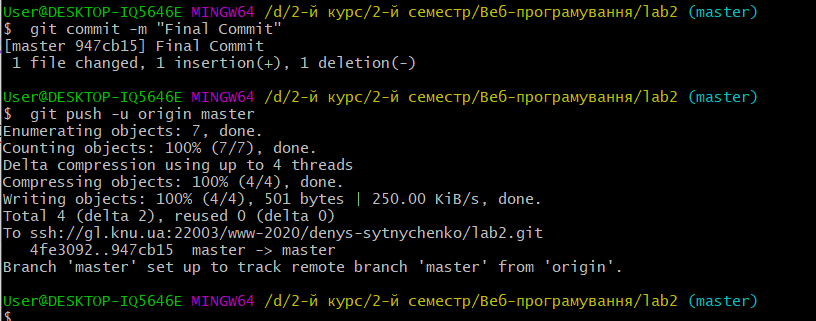 User@DESKTOP-IQ5646E MINGW64 /d/2-й курс/2-й семестр/Веб-програмування/lab2 (master)
$  git commit -m "Final Commit"
[master 947cb15] Final Commit
 1 file changed, 1 insertion(+), 1 deletion(-)
User@DESKTOP-IQ5646E MINGW64 /d/2-й курс/2-й семестр/Веб-програмування/lab2 (master)
$  git push -u origin master
Enumerating objects: 7, done.
Counting objects: 100% (7/7), done.
Delta compression using up to 4 threads
Compressing objects: 100% (4/4), done.
Writing objects: 100% (4/4), 501 bytes | 250.00 KiB/s, done.
Total 4 (delta 2), reused 0 (delta 0)
To ssh://gl.knu.ua:22003/www-2020/denys-sytnychenko/lab2.git
   4fe3092..947cb15  master -> master
Branch 'master' set up to track remote branch 'master' from 'origin'.
User@DESKTOP-IQ5646E MINGW64 /d/2-й курс/2-й семестр/Веб-програмування/lab2 (master)
$